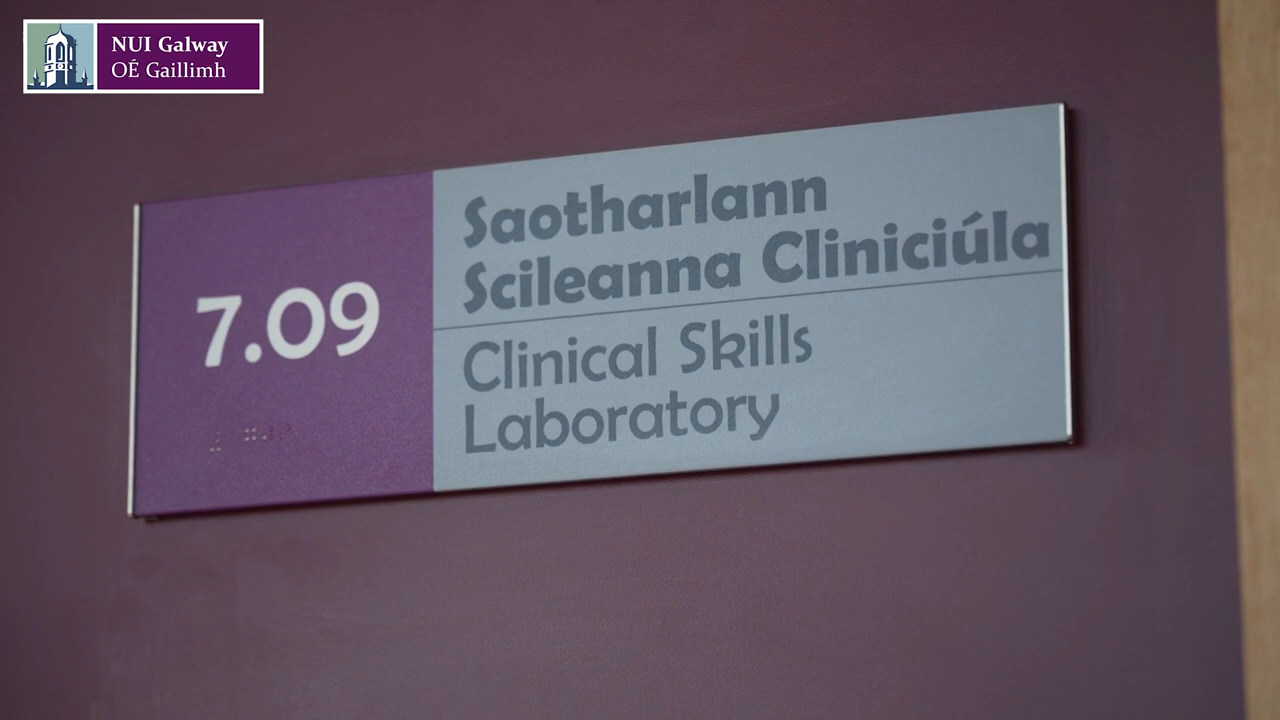 NUI Galway
OÉ Gaillimh
7.09
Saotharlann
Scileanna Cliniciúla
Clinical Skills
Laboratory